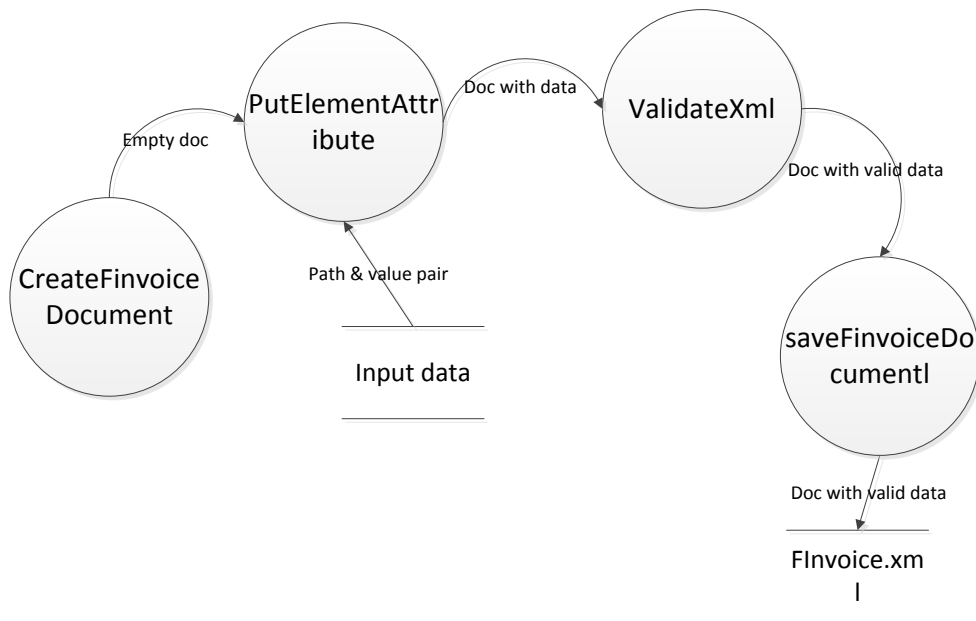 PutElementAttr
ibute
Doc with data
ValidateXml
Empty doc
Doc with valid data
CreateFinvoice
Document
Path & value pair
Input data
saveFinvoiceDo
cumentl
Doc with valid data
FInvoice.xm
l